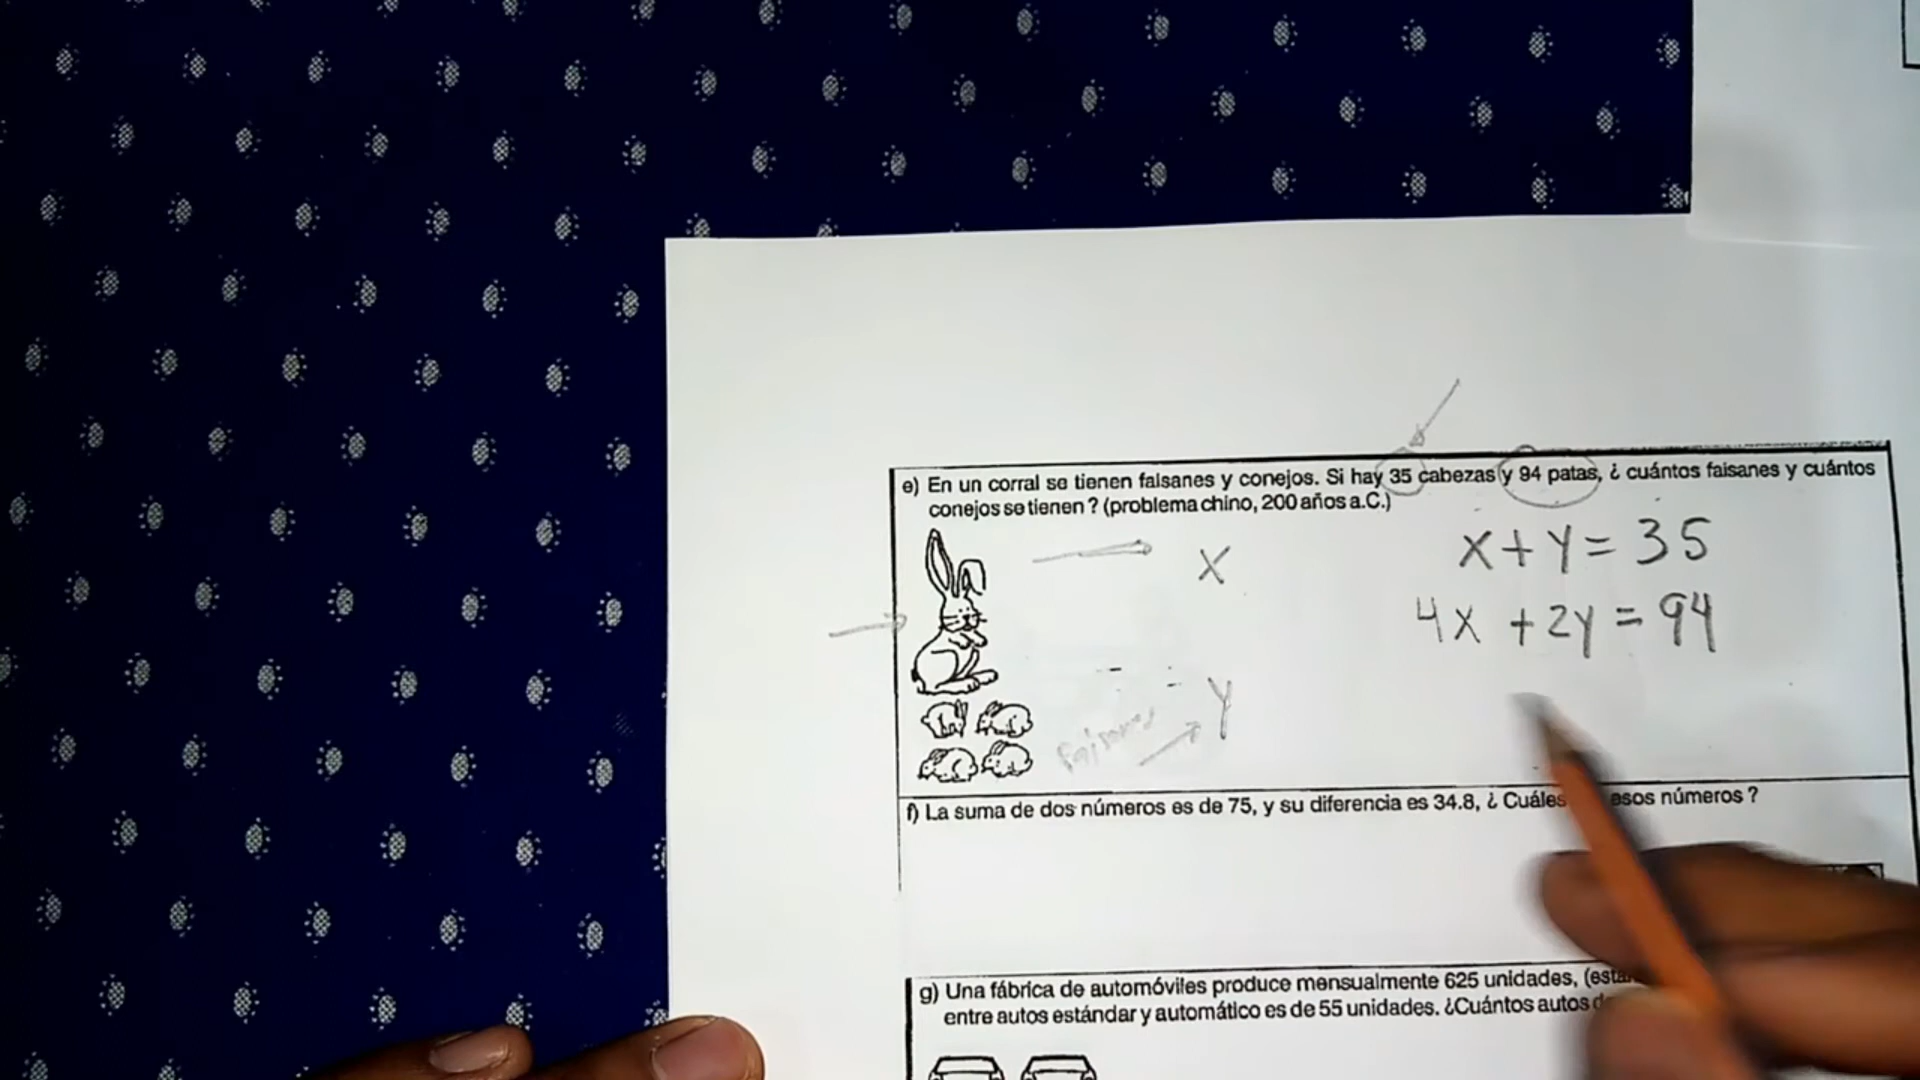 e) En un corral se tienen faisanes y conejos. Si hay 35 cabezas y 94 patas, ¿ cuántos faisanes y cuántos
conejos se tienen ? (problema chino, 200 años a.C.)
X
X + Y = 35
4X + 2Y = 94
faisanes
Y
f) La suma de dos números es de 75, y su diferencia es 34.8, ¿ Cuáles esos números ?
g) Una fábrica de automóviles produce mensualmente 625 unidades,
entre autos estándar y automático es de 55 unidades. ¿Cuántos autos